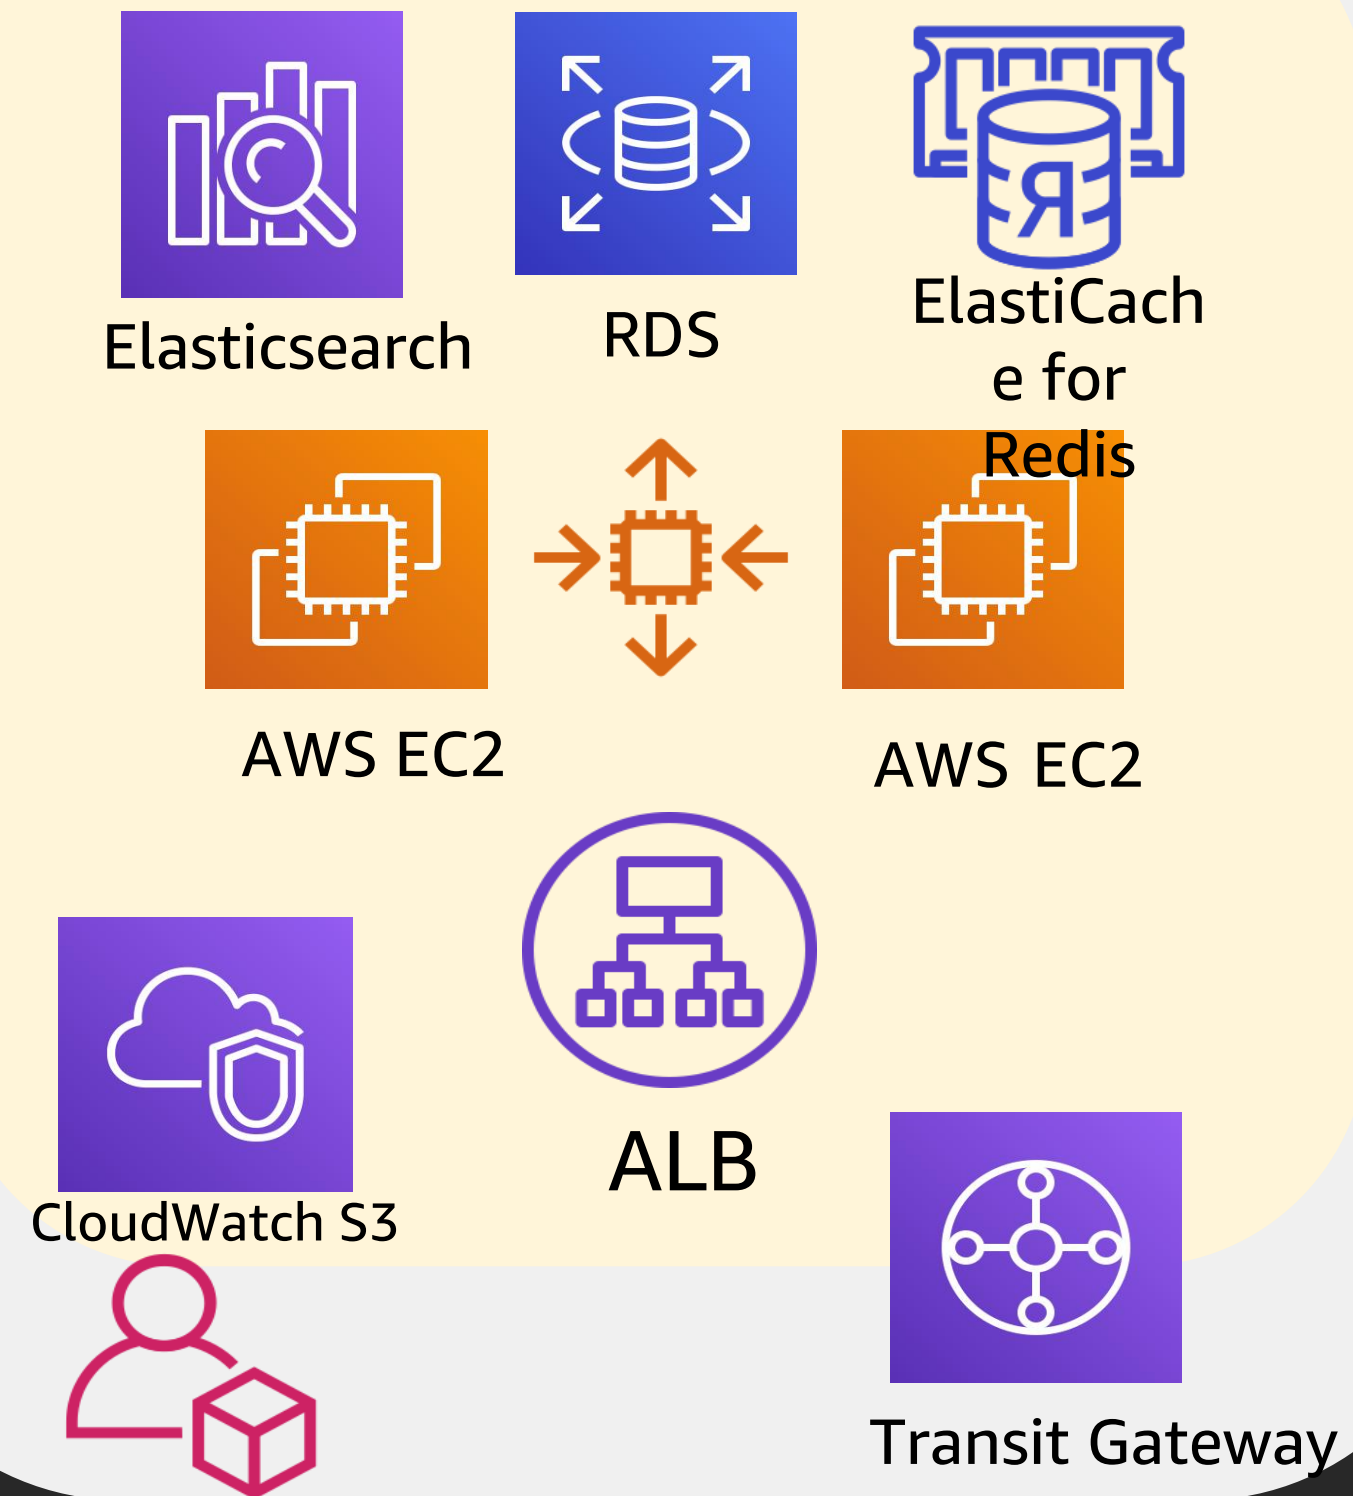 Elasticsearch
RDS
ElastiCach
e for
Redis
AWS EC2
AWS EC2
ALB
CloudWatch S3
Transit Gateway